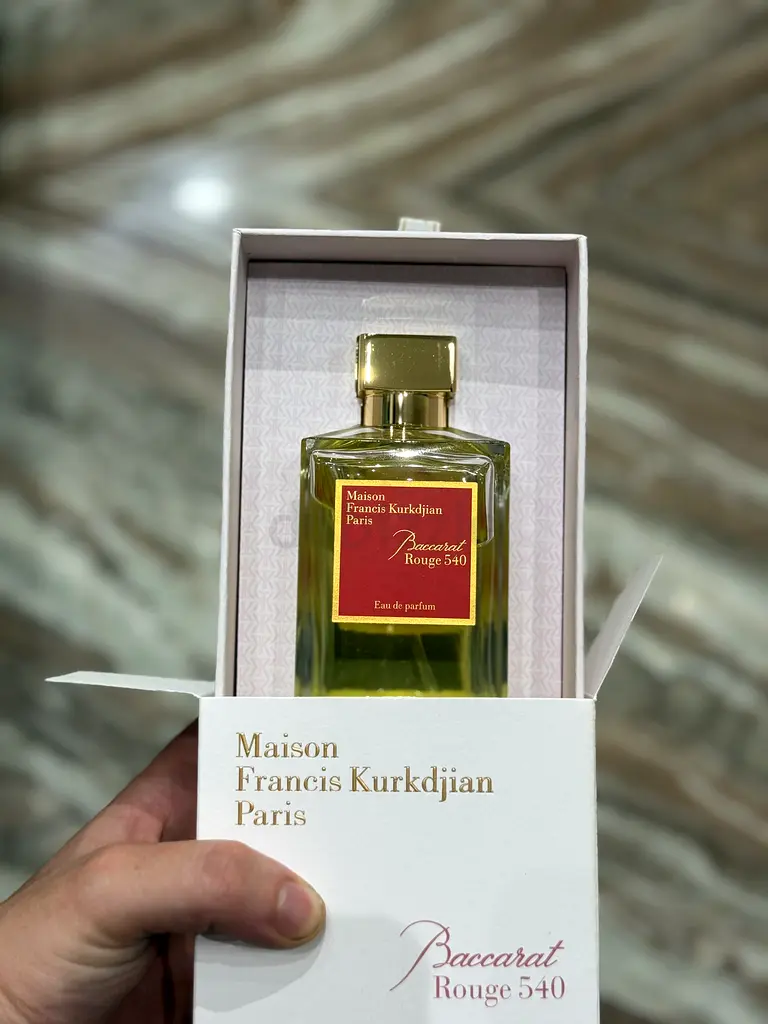 Maison
Francis Kurkdjian
Paris
Baccarat
Rouge 540
Eau de parfum
Maison
Francis Kurkdjian
Paris
Baccarat
Rouge 540